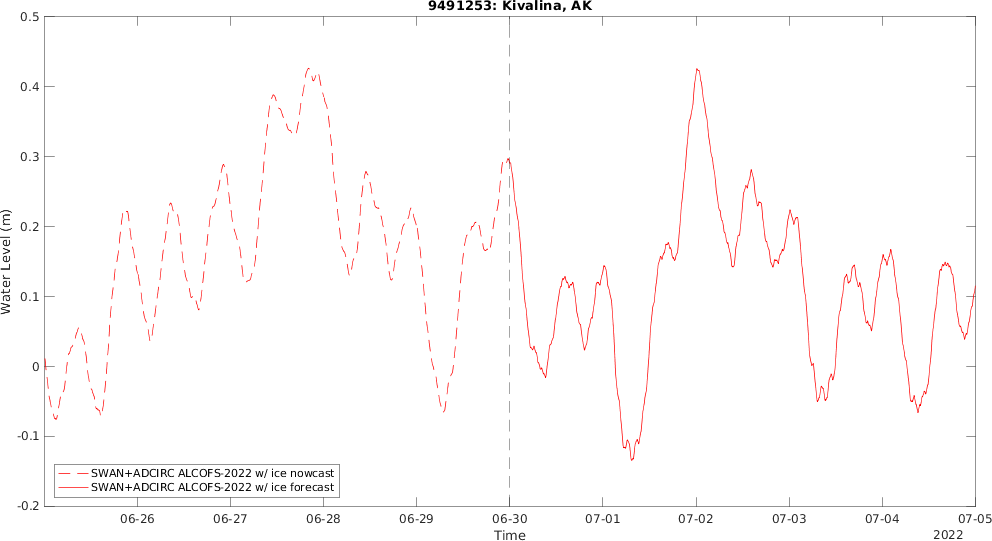 9491253: Kivalina, AK
0.5
0.4
0.3
0.2
0.1
0
-0.1
-0.2
Water Level (m)
SWAN+ADCIRC ALCOFS-2022 w/ ice nowcast
SWAN+ADCIRC ALCOFS-2022 w/ ice forecast
06-26 06-27 06-28 06-29 06-30 07-01 07-02 07-03 07-04 07-05
Time
2022